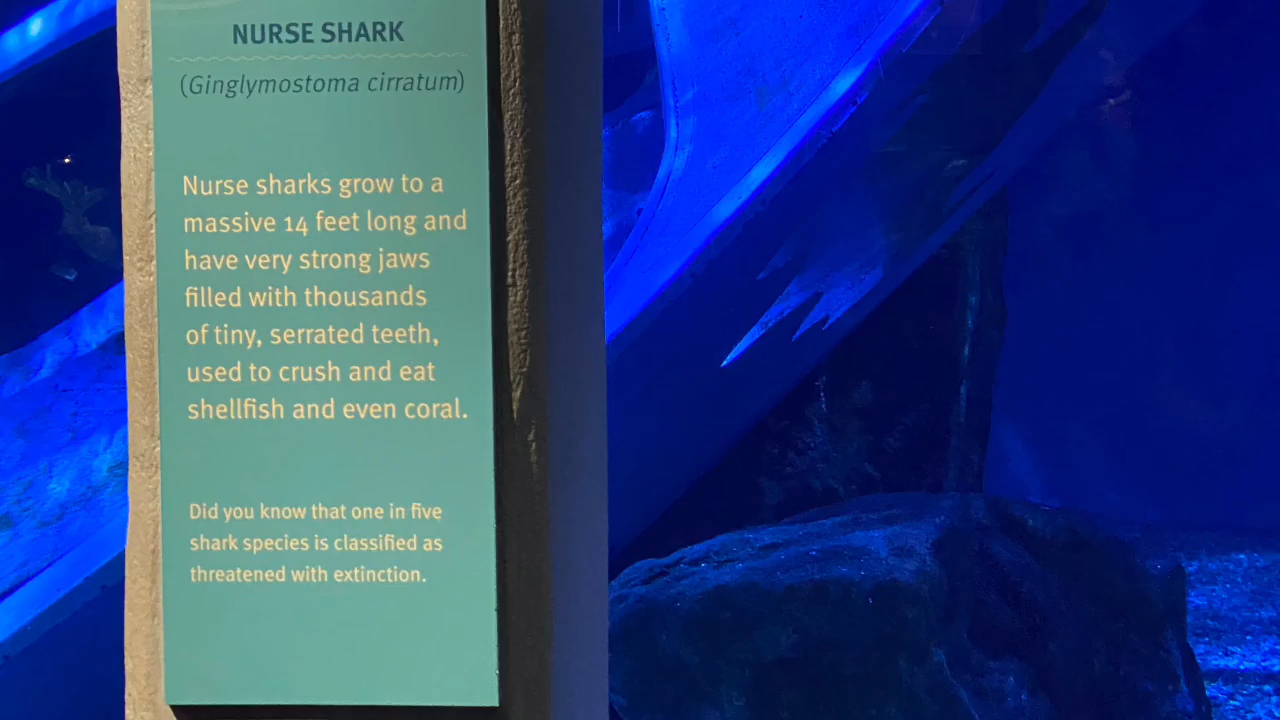 NURSE SHARK
(Ginglymostoma cirratum)
Nurse sharks grow to a
massive 14 feet long and
have very strong jaws
filled with thousands
of tiny, serrated teeth,
used to crush and eat
shellfish and even coral.
Did you know that one in five
shark species is classified as
threatened with extinction.